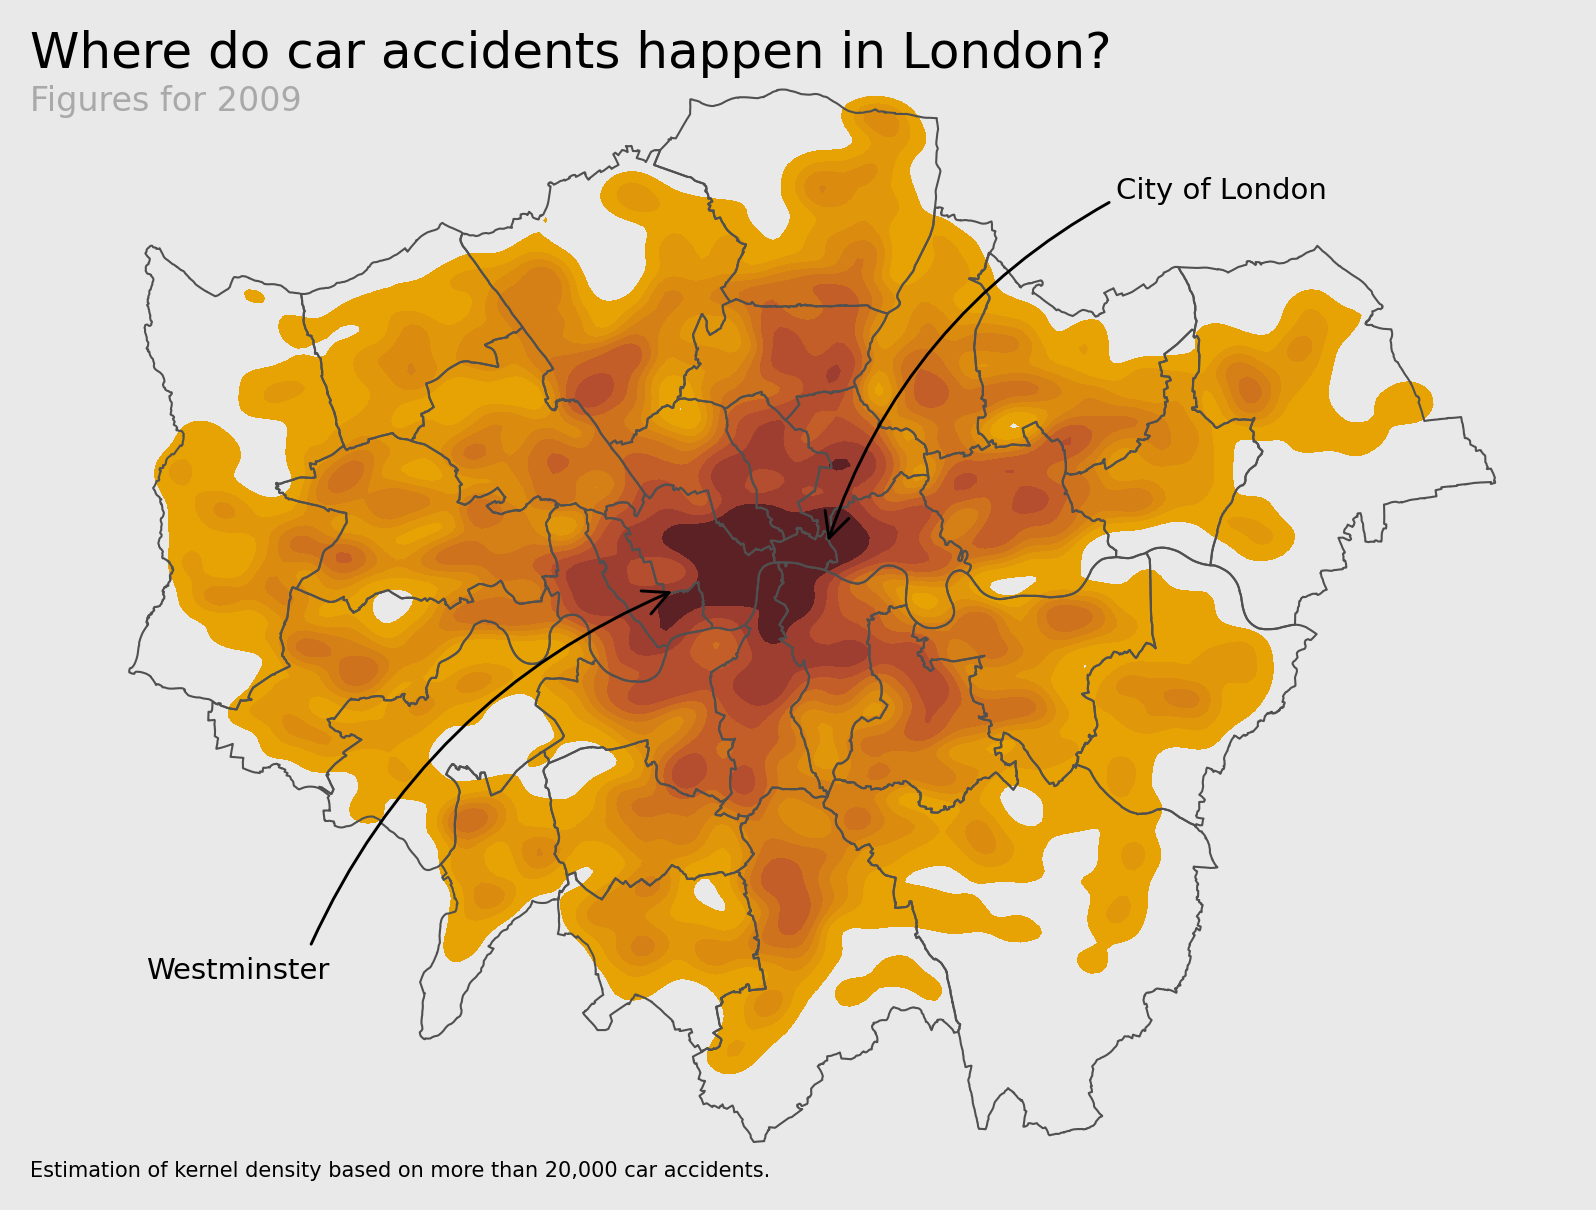 Where do car accidents happen in London?
Figures for 2009
City of London
Westminster
Estimation of kernel density based on more than 20,000 car accidents.